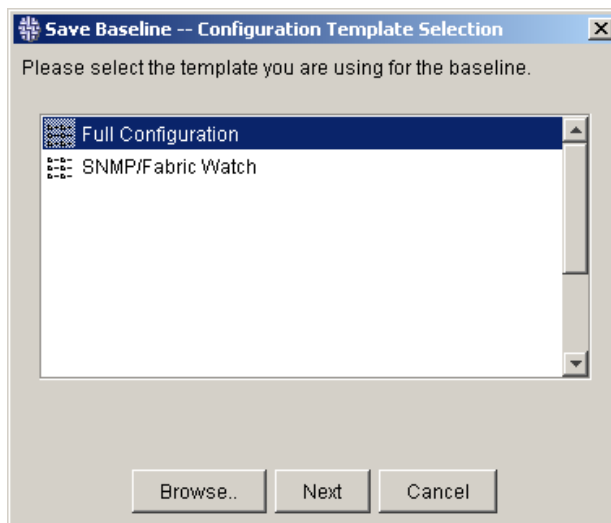 Save Baseline -- Configuration Template Selection
Please select the template you are using for the baseline.
Full Configuration
SNMP/Fabric Watch
Browse.. Next Cancel